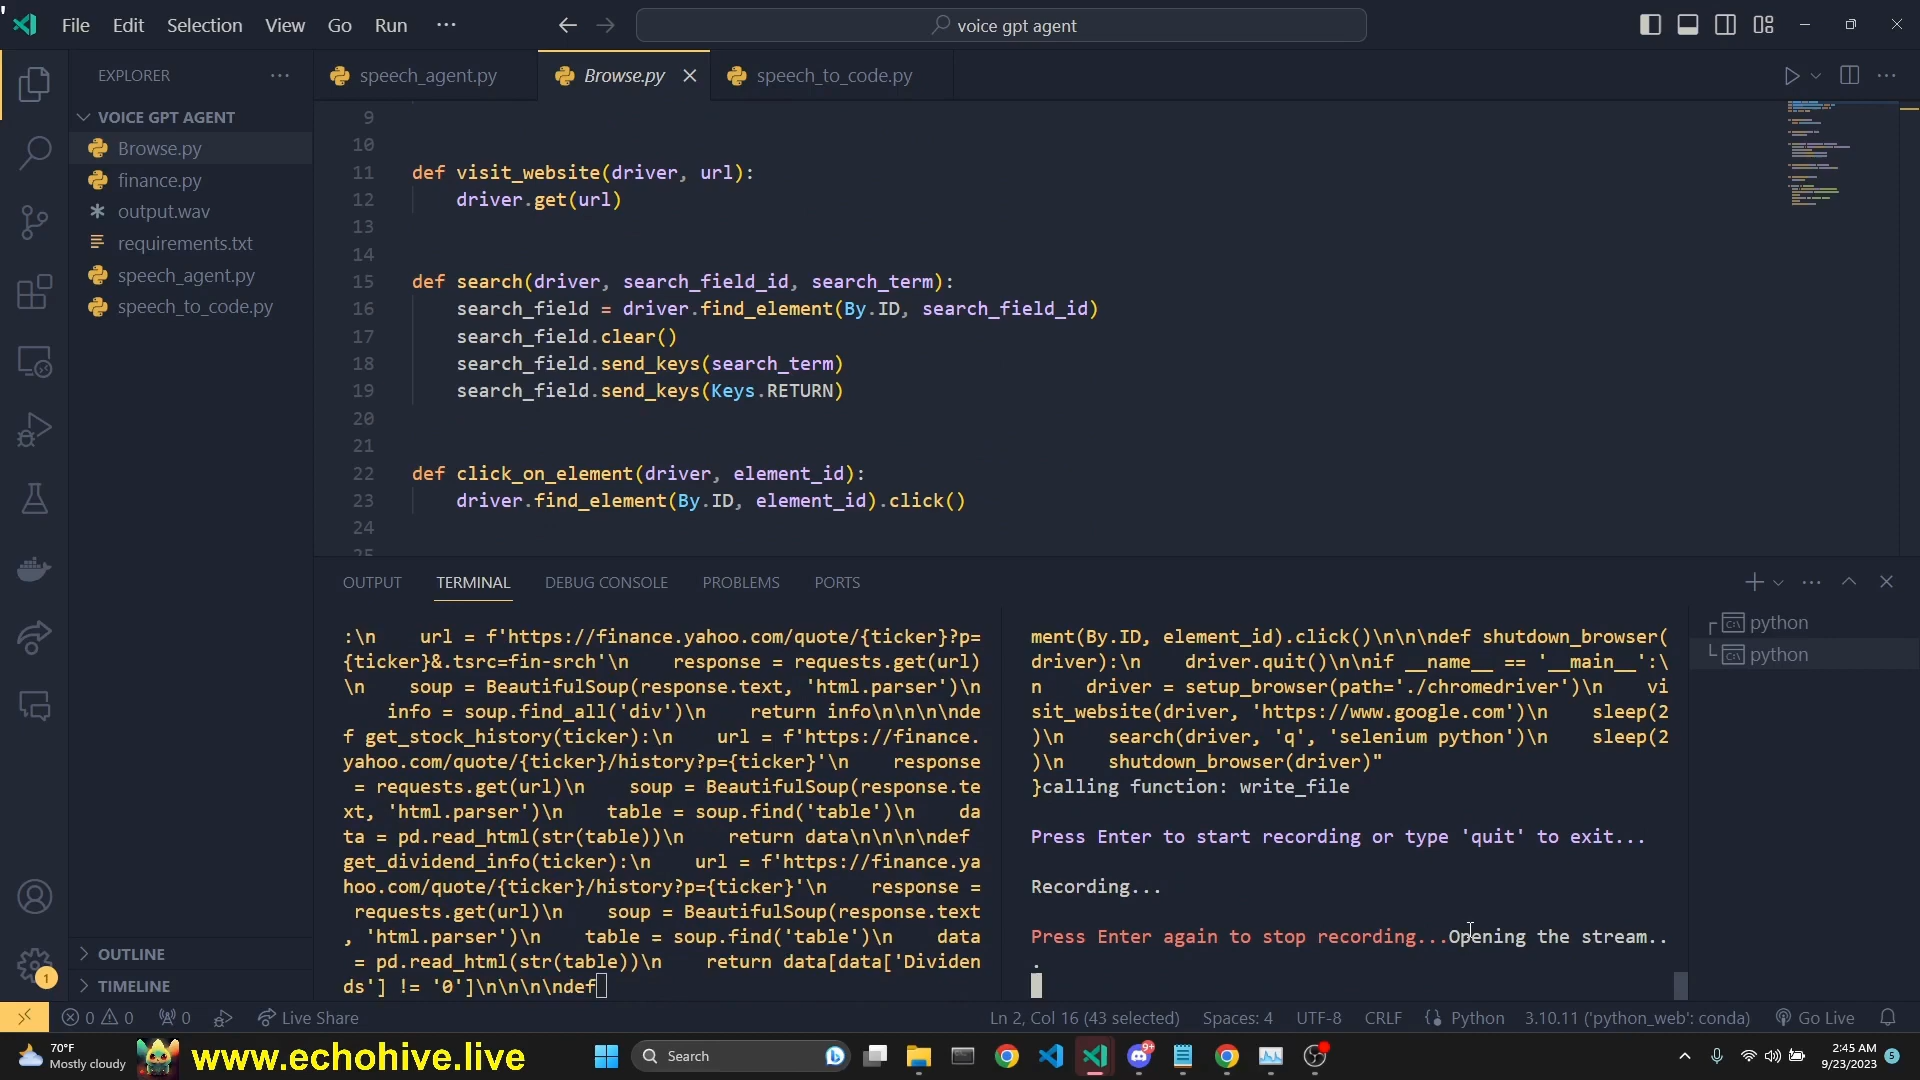 File Edit Selection View Go Run ···
voice gpt agent
EXPLORER ···
speech_agent.py
Browse.py
speech_to_code.py
VOICE GPT AGENT
Browse.py
finance.py
output.wav
requirements.txt
speech_agent.py
speech_to_code.py
OUTLINE
TIMELINE
9
10
11 def visit_website(driver, url):
12 driver.get(url)
13
14
15 def search(driver, search_field_id, search_term):
16 search_field = driver.find_element(By.ID, search_field_id)
17 search_field.clear()
18 search_field.send_keys(search_term)
19 search_field.send_keys(Keys.RETURN)
20
21
22 def click_on_element(driver, element_id):
23 driver.find_element(By.ID, element_id).click()
24
25
OUTPUT TERMINAL DEBUG CONSOLE PROBLEMS PORTS
:\n    url = f'https://finance.yahoo.com/quote/{ticker}?p=
{ticker}&.tsrc=fin-srch'\n    response = requests.get(url)
\n    soup = BeautifulSoup(response.text, 'html.parser')\n
    info = soup.find_all('div')\n    return info\n\n\n\nde
f get_stock_history(ticker):\n    url = f'https://finance.
yahoo.com/quote/{ticker}/history?p={ticker}'\n    response
 = requests.get(url)\n    soup = BeautifulSoup(response.te
xt, 'html.parser')\n    table = soup.find('table')\n    da
ta = pd.read_html(str(table))\n    return data\n\n\n\ndef 
get_dividend_info(ticker):\n    url = f'https://finance.ya
hoo.com/quote/{ticker}/history?p={ticker}'\n    response =
 requests.get(url)\n    soup = BeautifulSoup(response.text
, 'html.parser')\n    table = soup.find('table')\n    data
 = pd.read_html(str(table))\n    return data[data['Dividen
ds'] != '0']\n\n\n\ndef
ment(By.ID, element_id).click()\n\n\ndef shutdown_browser(
driver):\n    driver.quit()\n\nif __name__ == '__main__':\
n    driver = setup_browser(path='./chromedriver')\n    vi
sit_website(driver, 'https://www.google.com')\n    sleep(2
)\n    search(driver, 'q', 'selenium python')\n    sleep(2
)\n    shutdown_browser(driver)"
}calling function: write_file
Press Enter to start recording or type 'quit' to exit...
Recording...
Press Enter again to stop recording...Opening the stream..
.
python
python
1
0 0 0 Live Share
Ln 2, Col 16 (43 selected) Spaces: 4 UTF-8 CRLF Python 3.10.11 ('python_web': conda) Go Live
70°F
Mostly cloudy
www.echohive.live
Search
9+
2:45 AM
9/23/2023
5